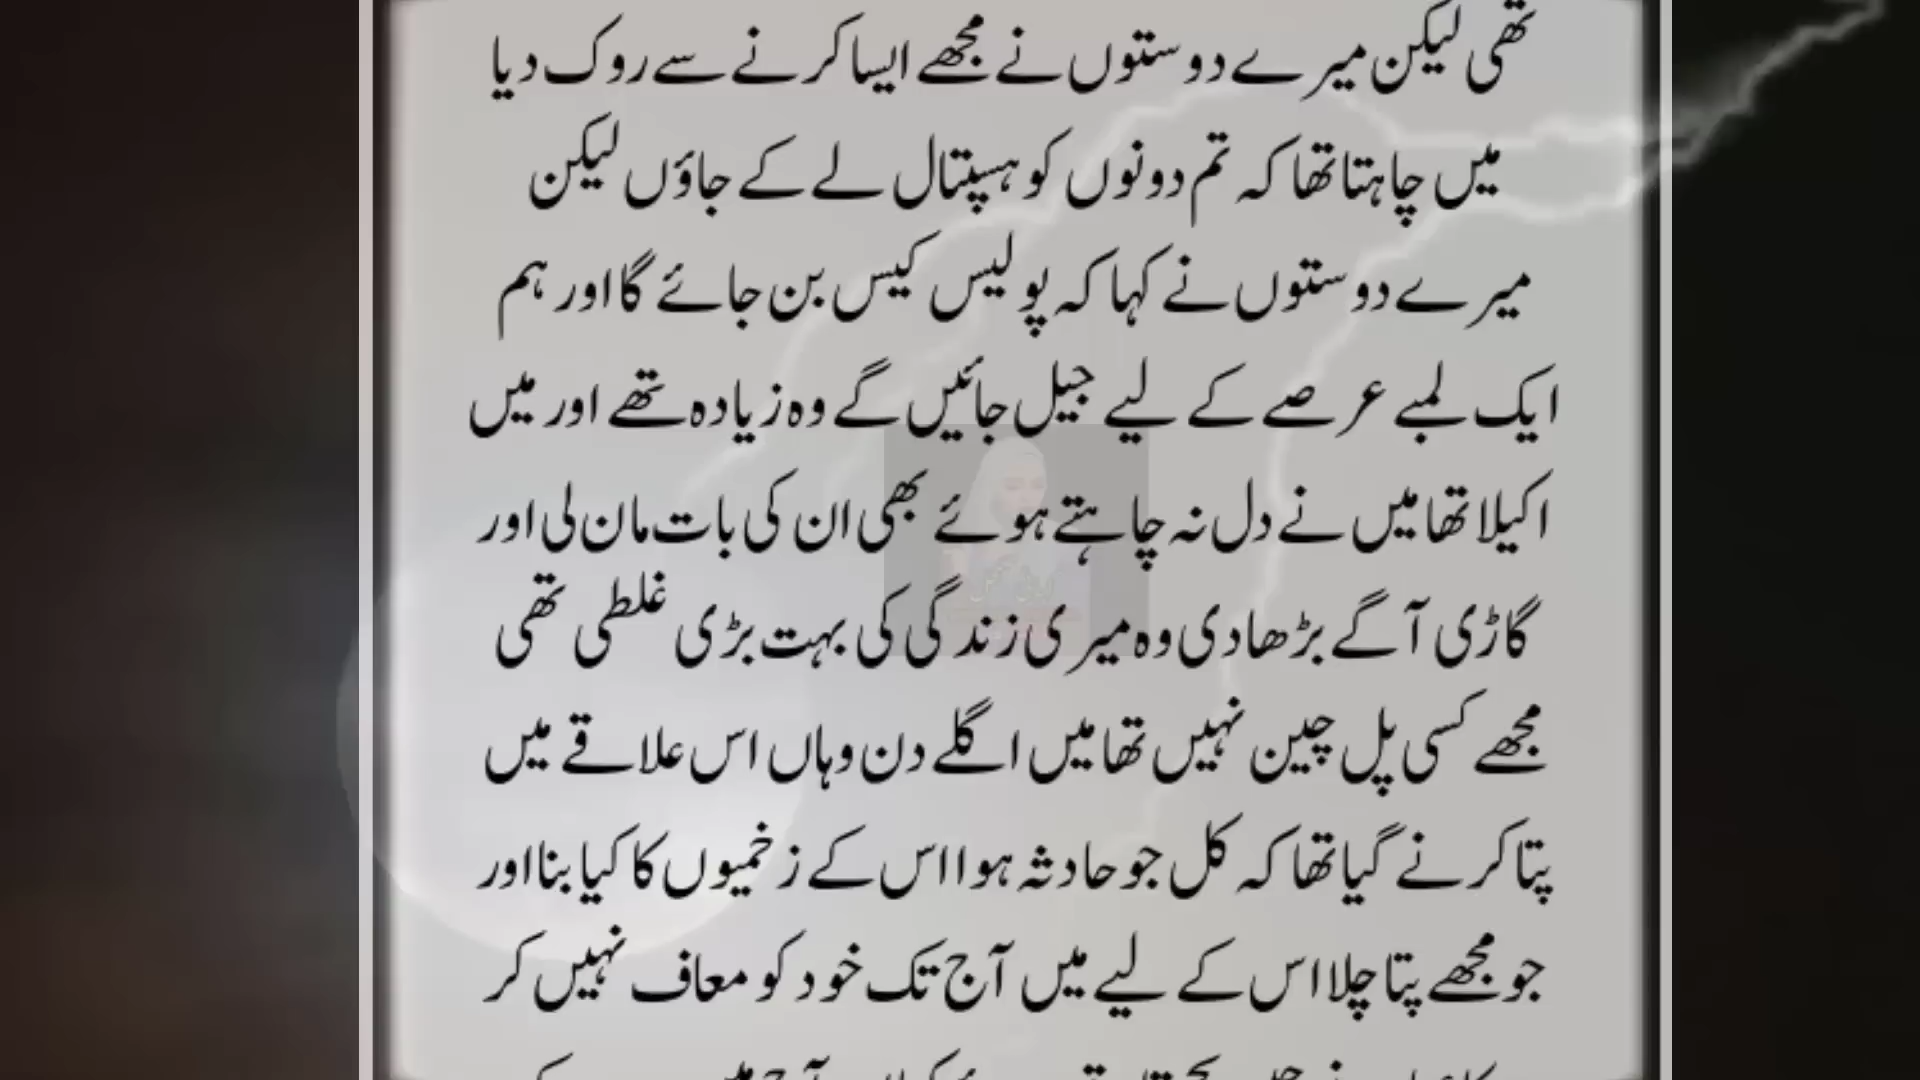 تھی لیکن میرے دوستوں نے مجھے ایسا کرنے سے روک دیا
میں چاہتا تھا کہ تم دونوں کو ہسپتال لے کے جاؤں لیکن
میرے دوستوں نے کہا کہ پولیس کیس بن جائے گا اور ہم
ایک لمبے عرصے کے لیے جیل جائیں گے وہ زیادہ تھے اور میں
اکیلا تھا میں نے دل نہ چاہتے ہوئے بھی ان کی بات مان لی اور
گاڑی آگے بڑھا دی وہ میری زندگی کی بہت بڑی غلطی تھی
مجھے کسی پل چین نہیں تھا میں اگلے دن وہاں اس علاقے میں
پتا کرنے گیا تھا کہ کل جو حادثہ ہوا اس کے زخمیوں کا کیا بنا اور
جو مجھے پتا چلا اس کے لیے میں آج تک خود کو معاف نہیں کر